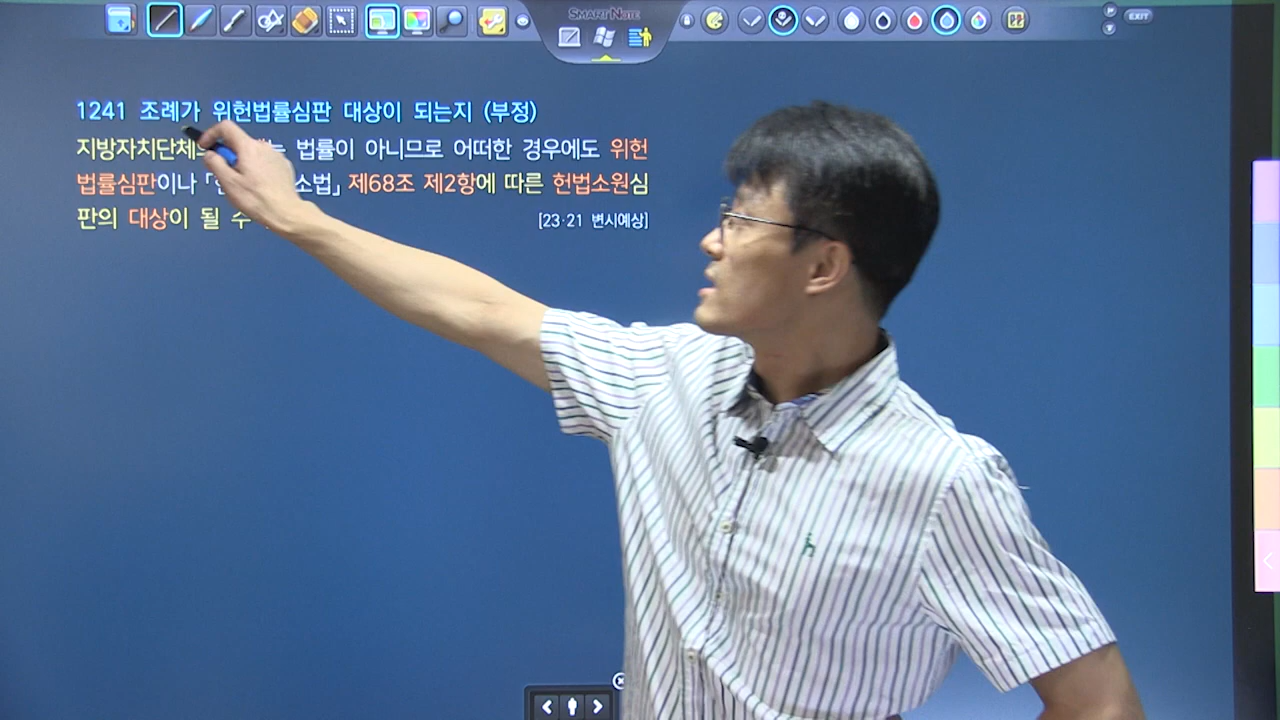 SMARTNOTE
EXIT
1241 조례가 위헌법률심판 대상이 되는지 (부정)
지방자치단체 는 법률이 아니므로 어떠한 경우에도 위헌
법률심판이나 「헌 소법」 제68조 제2항에 따른 헌법소원심
판의 대상이 될 수
[23·21 변시예상]